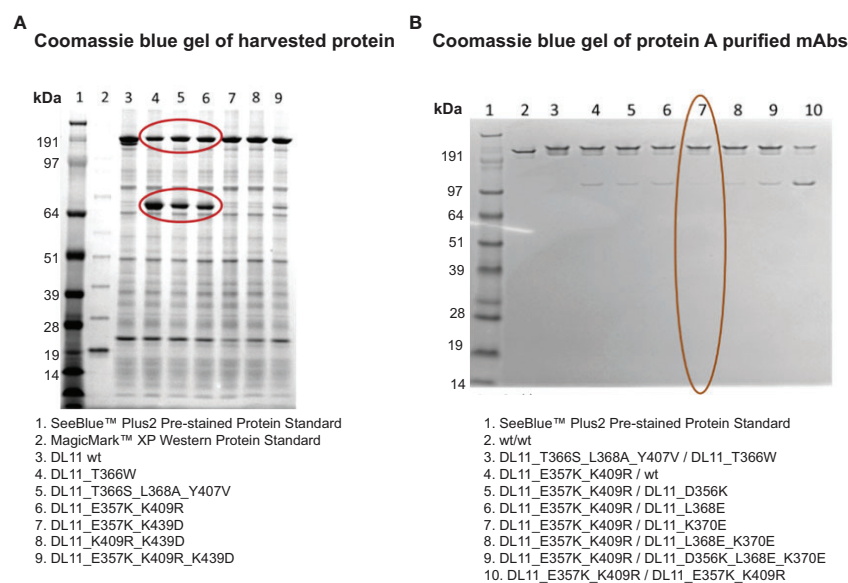 A
Coomassie blue gel of harvested protein
kDa 1 2 3 4 5 6 7 8 9
191
97
64
51
39
28
19
14
1. SeeBlue™ Plus2 Pre-stained Protein Standard
2. MagicMark™ XP Western Protein Standard
3. DL11 wt
4. DL11_T366W
5. DL11_T366S_L368A_Y407V
6. DL11_E357K_K409R
7. DL11_E357K_K439D
8. DL11_K409R_K439D
9. DL11_E357K_K409R_K439D
B
Coomassie blue gel of protein A purified mAbs
kDa 1 2 3 4 5 6 7 8 9 10
191
97
64
51
39
28
19
14
1. SeeBlue™ Plus2 Pre-stained Protein Standard
2. wt/wt
3. DL11_T366S_L368A_Y407V / DL11_T366W
4. DL11_E357K_K409R / wt
5. DL11_E357K_K409R / DL11_D356K
6. DL11_E357K_K409R / DL11_L368E
7. DL11_E357K_K409R / DL11_K370E
8. DL11_E357K_K409R / DL11_L368E_K370E
9. DL11_E357K_K409R / DL11_D356K_L368E_K370E
10. DL11_E357K_K409R / DL11_E357K_K409R